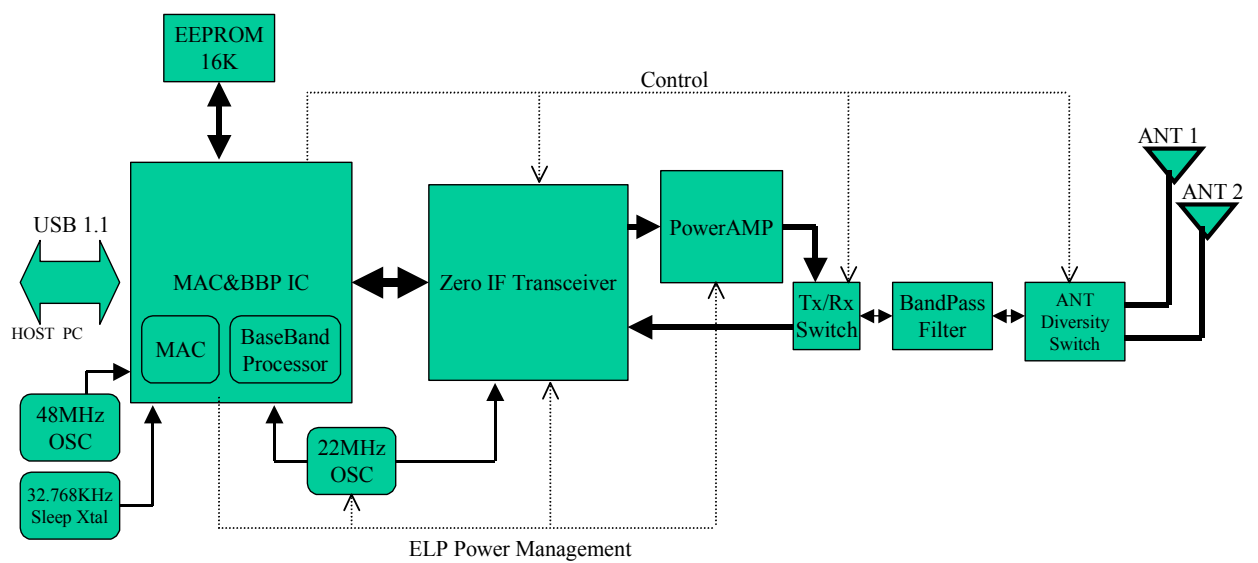 EEPROM
16K
Control
ANT 1
ANT 2
USB 1.1
HOST PC
MAC&BBP IC
MAC
BaseBand
Processor
Zero IF Transceiver
PowerAMP
Tx/Rx
Switch
BandPass
Filter
ANT
Diversity
Switch
48MHz
OSC
22MHz
OSC
32.768KHz
Sleep Xtal
ELP Power Management